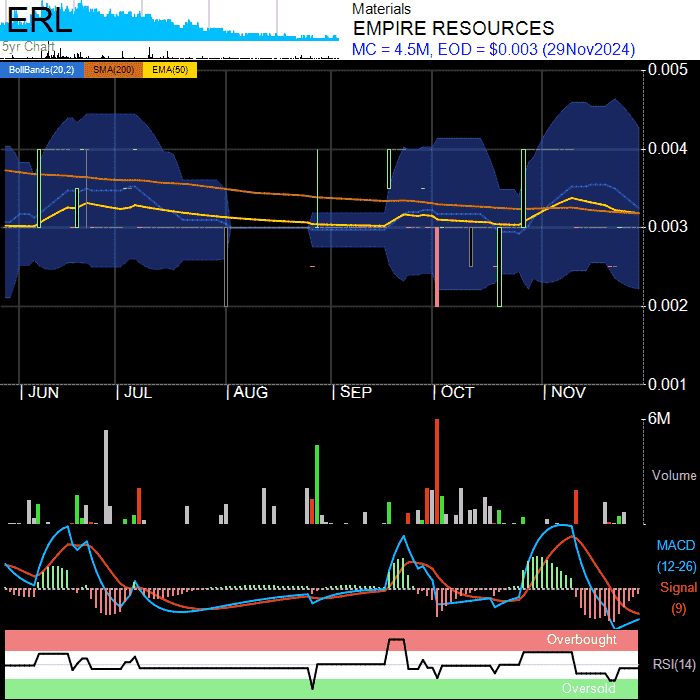 ERL
5yr Chart
Materials
EMPIRE RESOURCES
MC = 4.5M, EOD = $0.003 (29Nov2024)
BollBands(20,2) SMA(200) EMA(50)
0.005
0.004
0.003
0.002
0.001
JUN JUL AUG SEP OCT NOV
6M
Volume
MACD
(12-26)
Signal
(9)
Overbought
RSI(14)
Oversold